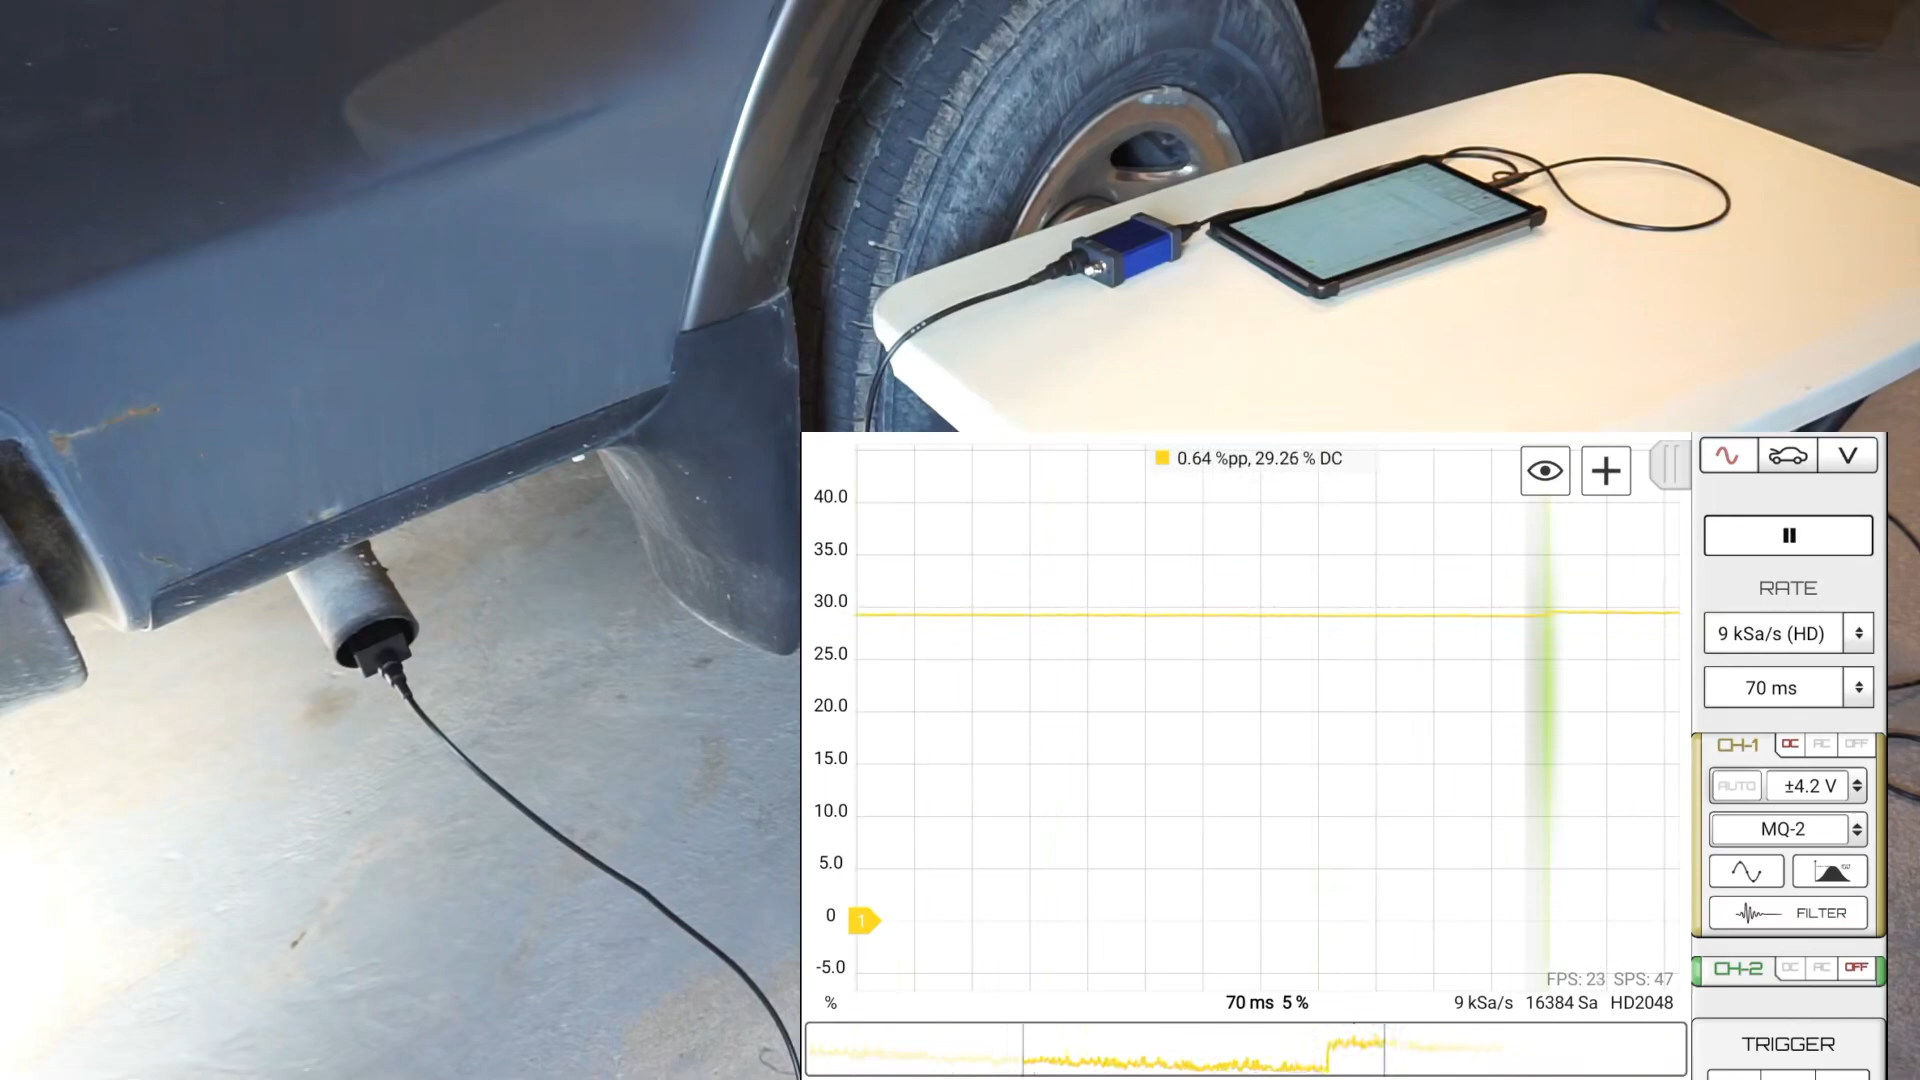 0.64 %pp, 29.26 % DC
V
40.0
35.0
30.0
25.0
20.0
15.0
10.0
5.0
0
-5.0
1
RATE
9 kSa/s (HD)
70 ms
CH-1 DC AC OFF
AUTO ±4.2 V
MQ-2
FILTER
CH-2 DC AC OFF
FPS: 23 SPS: 47
% 70 ms 5 % 9 kSa/s 16384 Sa HD2048
TRIGGER